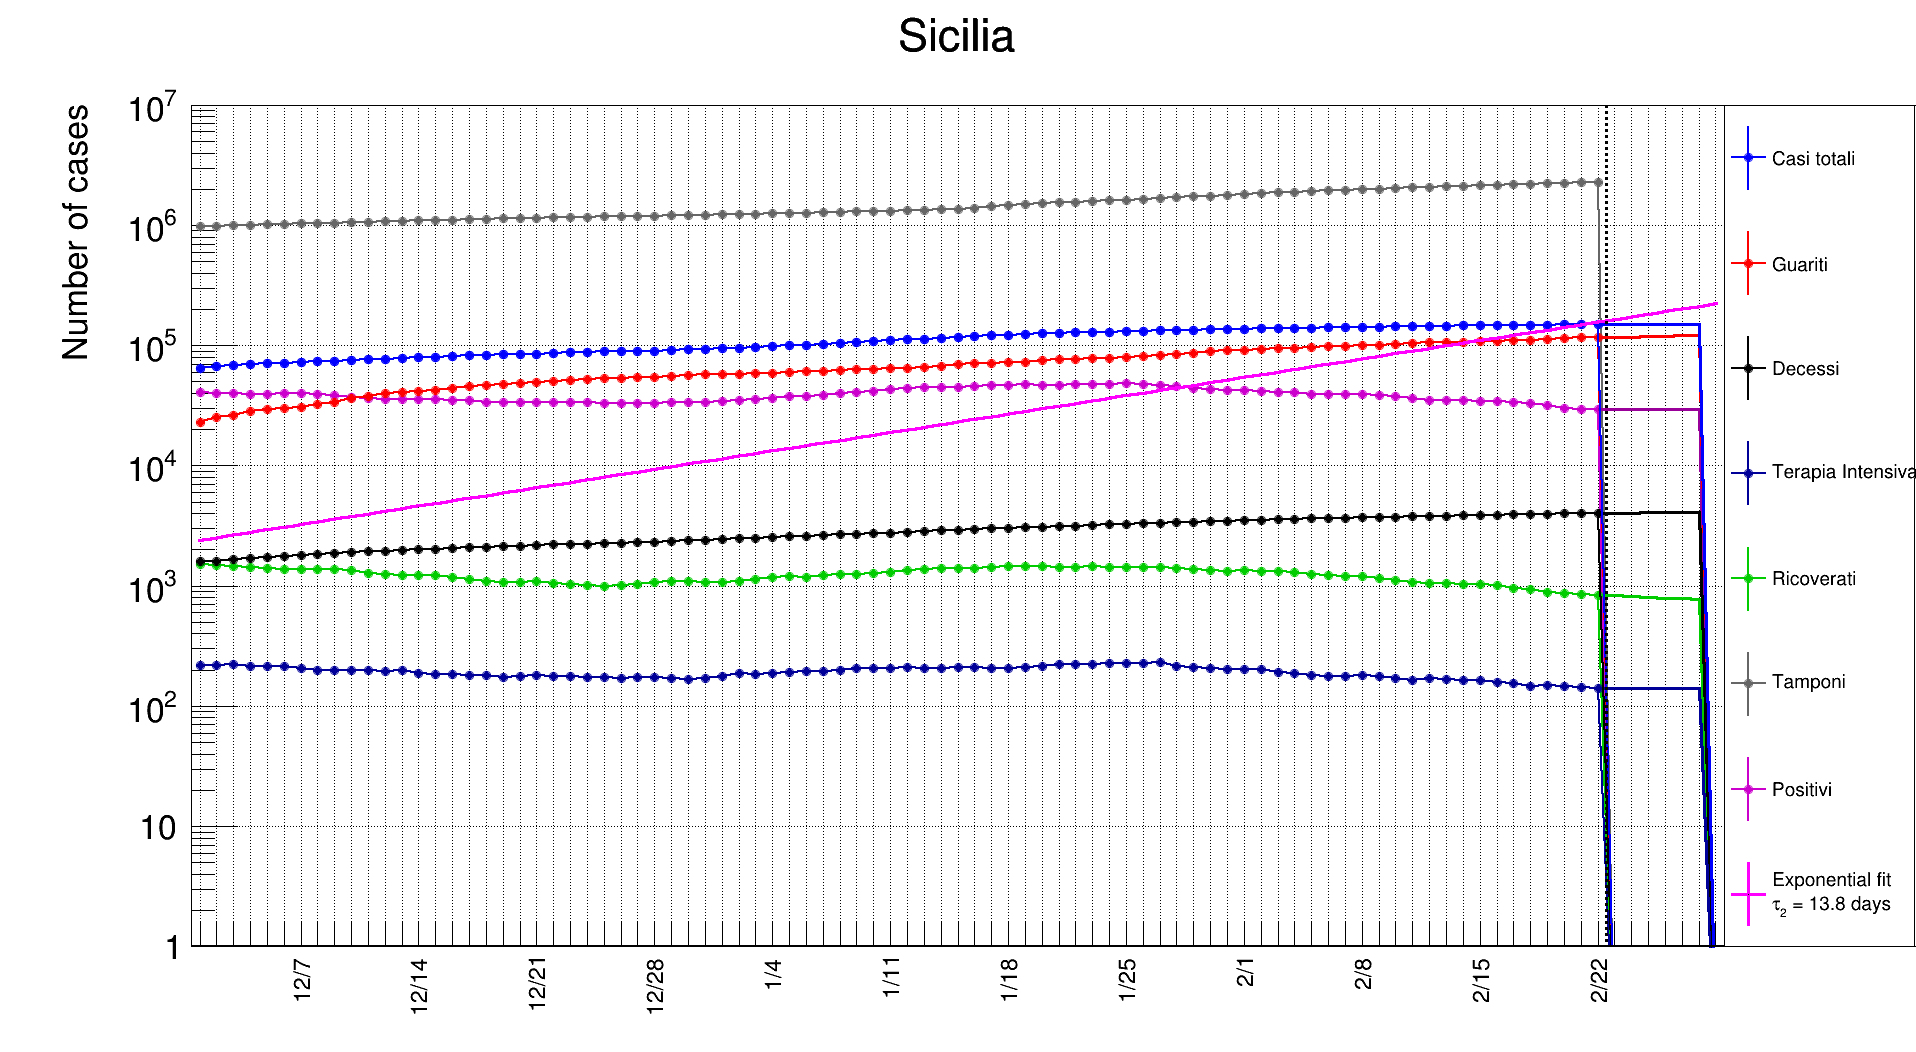 Sicilia
Number of cases
10^7
10^6
10^5
10^4
10^3
10^2
10
1
12/7
12/14
12/21
12/28
1/4
1/11
1/18
1/25
2/1
2/8
2/15
2/22
Casi totali
Guariti
Decessi
Terapia Intensiva
Ricoverati
Tamponi
Positivi
Exponential fit
τ_2 = 13.8 days